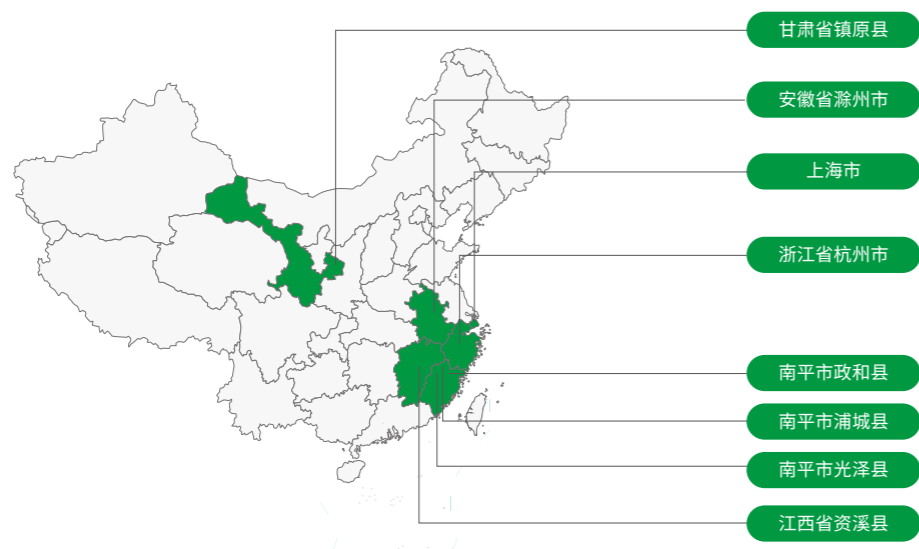 甘肃省镇原县
安徽省滁州市
上海市
浙江省杭州市
南平市政和县
南平市浦城县
南平市光泽县
江西省资溪县